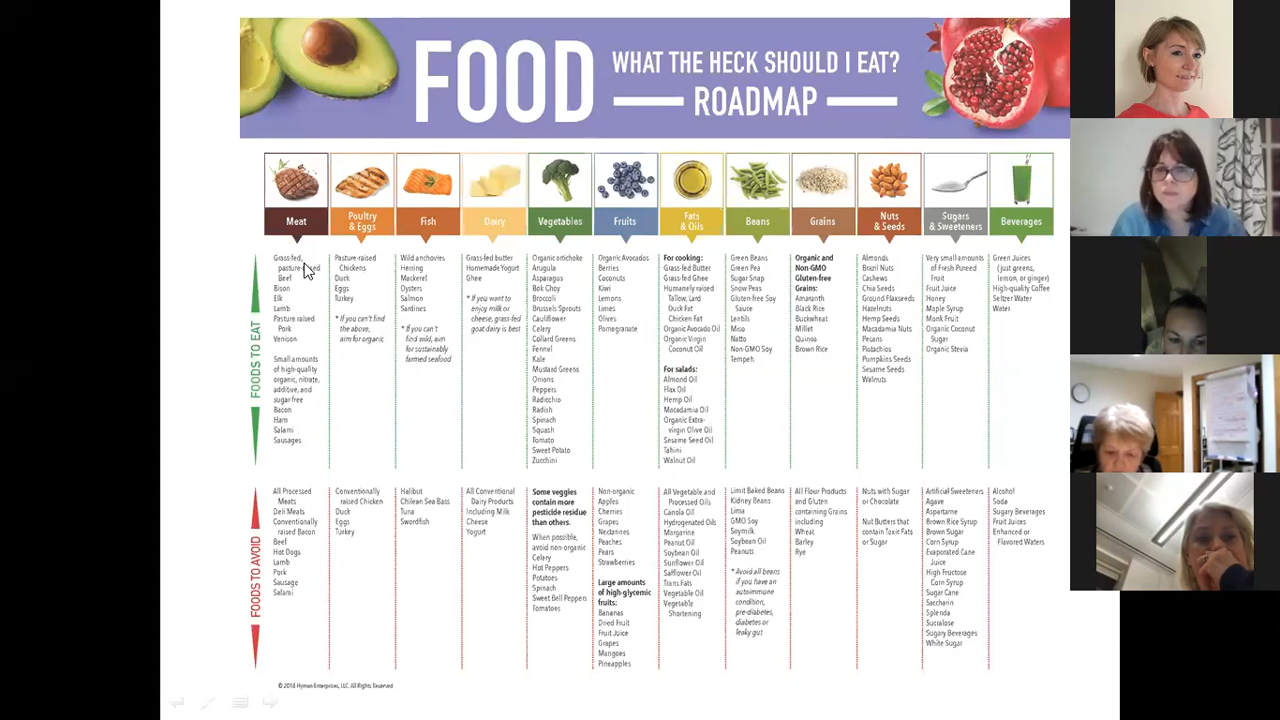 FOOD
WHAT THE HECK SHOULD I EAT?
ROADMAP
Meat
Poultry
& Eggs
Fish
Dairy
Vegetables
Fruits
Fats
& Oils
Beans
Grains
Nuts
& Seeds
Sugars
& Sweeteners
Beverages
FOODS TO EAT
Grass-fed,
pasture-raised
Beef
Bison
Elk
Lamb
Pasture raised
Pork
Venison
Small amounts
of high-quality
organic, nitrate,
additive, and
sugar free
Bacon
Ham
Salami
Sausages
Pasture-raised
Chickens
Duck
Eggs
Turkey
* If you can't find
the above,
aim for organic
Wild anchovies
Herring
Mackerel
Oysters
Salmon
Sardines
* If you can't
find wild, aim
for sustainably
farmed seafood
Grass-fed butter
Homemade Yogurt
Ghee
* If you want to
enjoy milk or
cheese, grass-fed
goat dairy is best
Organic artichoke
Arugula
Asparagus
Bok Choy
Broccoli
Brussels Sprouts
Cauliflower
Celery
Collard Greens
Fennel
Kale
Mustard Greens
Onions
Peppers
Radicchio
Radish
Spinach
Squash
Tomato
Sweet Potato
Zucchini
Organic Avocados
Berries
Coconuts
Kiwi
Lemons
Limes
Olives
Pomegranate
For cooking:
Grass-fed Butter
Grass-fed Ghee
Humanely raised
Tallow, Lard
Duck Fat
Chicken Fat
Organic Avocado Oil
Organic Virgin
Coconut Oil
For salads:
Almond Oil
Flax Oil
Hemp Oil
Macadamia Oil
Organic Extra-
virgin Olive Oil
Sesame Seed Oil
Tahini
Walnut Oil
Green Beans
Green Pea
Sugar Snap
Snow Peas
Gluten-free Soy
Sauce
Lentils
Miso
Natto
Non-GMO Soy
Tempeh
Organic and
Non-GMO
Gluten-free
Grains:
Amaranth
Black Rice
Buckwheat
Millet
Quinoa
Brown Rice
Almonds
Brazil Nuts
Cashews
Chia Seeds
Ground Flaxseeds
Hazelnuts
Hemp Seeds
Macadamia Nuts
Pecans
Pistachios
Pumpkins Seeds
Sesame Seeds
Walnuts
Very small amounts
of Fresh Pureed
Fruit
Fruit Juice
Honey
Maple Syrup
Monk Fruit
Organic Coconut
Sugar
Organic Stevia
Green Juices
(just greens,
lemon, or ginger)
High-quality Coffee
Seltzer Water
Water
FOODS TO AVOID
All Processed
Meats
Deli Meats
Conventionally
raised Bacon
Beef
Hot Dogs
Lamb
Pork
Sausage
Salami
Conventionally
raised Chicken
Duck
Eggs
Turkey
Halibut
Chilean Sea Bass
Tuna
Swordfish
All Conventional
Dairy Products
Including Milk
Cheese
Yogurt
Some veggies
contain more
pesticide residue
than others.
When possible,
avoid non-organic
Celery
Hot Peppers
Potatoes
Spinach
Sweet Bell Peppers
Tomatoes
Non-organic
Apples
Cherries
Grapes
Nectarines
Peaches
Pears
Strawberries
Large amounts
of high-glycemic
fruits:
Bananas
Dried Fruit
Fruit Juice
Grapes
Mangoes
Pineapples
All Vegetable and
Processed Oils
Canola Oil
Hydrogenated Oils
Margarine
Peanut Oil
Soybean Oil
Sunflower Oil
Safflower Oil
Trans Fats
Vegetable Oil
Vegetable
Shortening
Limit Baked Beans
Kidney Beans
Lima
GMO Soy
Soymilk
Soybean Oil
Peanuts
* Avoid all beans
if you have an
autoimmune
condition,
pre-diabetes,
diabetes or
leaky gut
All Flour Products
and Gluten
containing Grains
including
Wheat
Barley
Rye
Nuts with Sugar
or Chocolate
Nut Butters that
contain Toxic Fats
or Sugar
Artificial Sweeteners
Agave
Aspartame
Brown Rice Syrup
Brown Sugar
Corn Syrup
Evaporated Cane
Juice
High Fructose
Corn Syrup
Sugar Cane
Saccharin
Splenda
Sucralose
Sugary Beverages
White Sugar
Alcohol
Soda
Sugary Beverages
Fruit Juices
Enhanced or
Flavored Waters
© 2018 Hyman Enterprises, LLC. All Rights Reserved